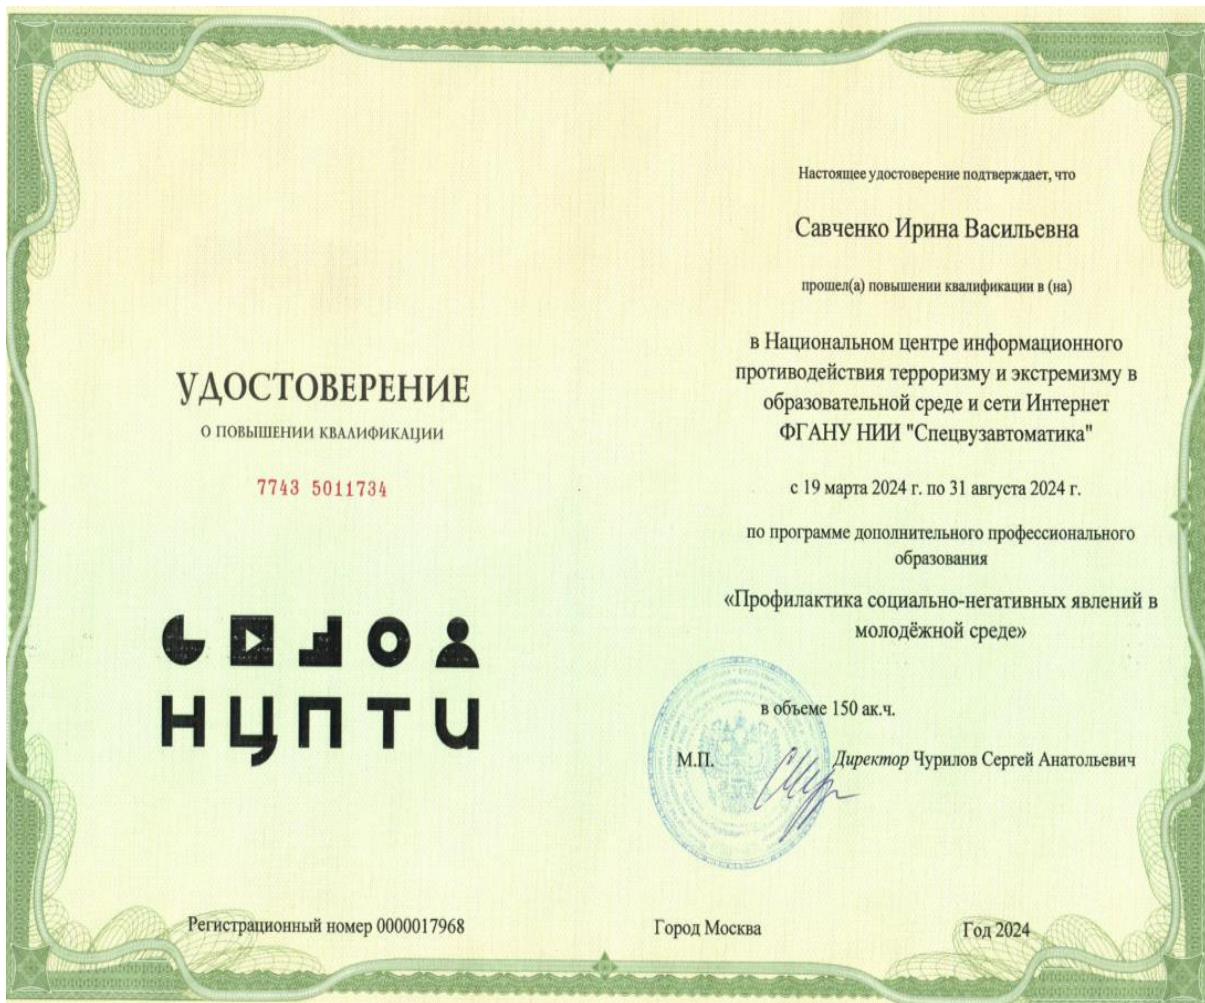 УДОСТОВЕРЕНИЕ
О ПОВЫШЕНИИ КВАЛИФИКАЦИИ
7743 5011734
НЦПТИ
Регистрационный номер 0000017968
Настоящее удостоверение подтверждает, что
Савченко Ирина Васильевна
прошел(а) повышении квалификации в (на)
в Национальном центре информационного
противодействия терроризму и экстремизму в
образовательной среде и сети Интернет
ФГАНУ НИИ "Спецвузавтоматика"
с 19 марта 2024 г. по 31 августа 2024 г.
по программе дополнительного профессионального
образования
«Профилактика социально-негативных явлений в
молодёжной среде»
в объеме 150 ак.ч.
М.П. Директор Чурилов Сергей Анатольевич
Город Москва Год 2024